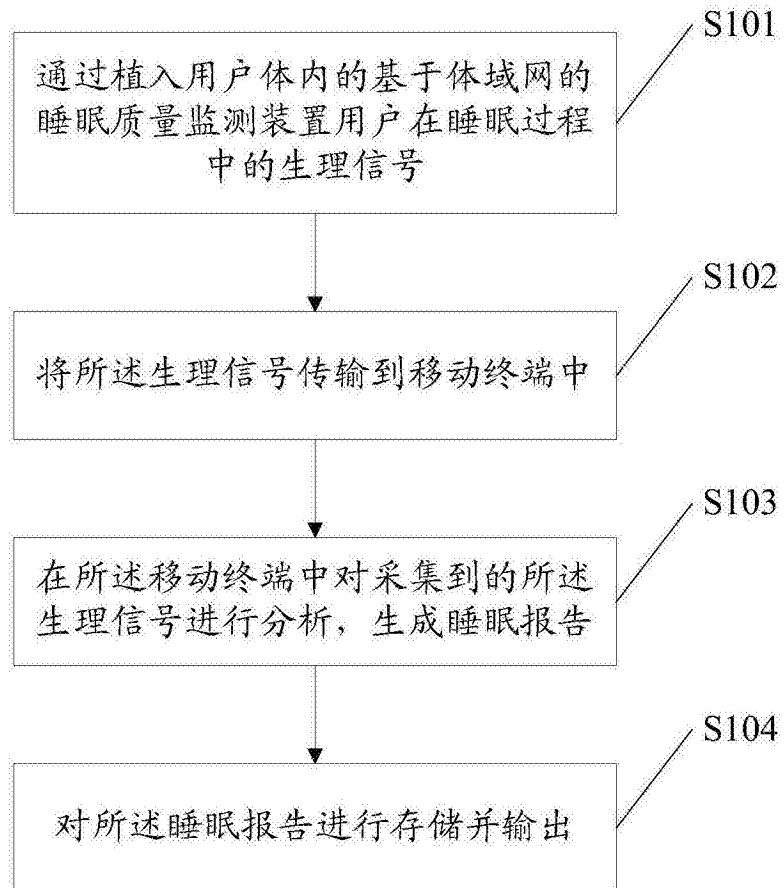 S101
通过植入用户体内的基于体域网的
睡眠质量监测装置用户在睡眠过程
中的生理信号
S102
将所述生理信号传输到移动终端中
S103
在所述移动终端中对采集到的所述
生理信号进行分析，生成睡眠报告
S104
对所述睡眠报告进行存储并输出